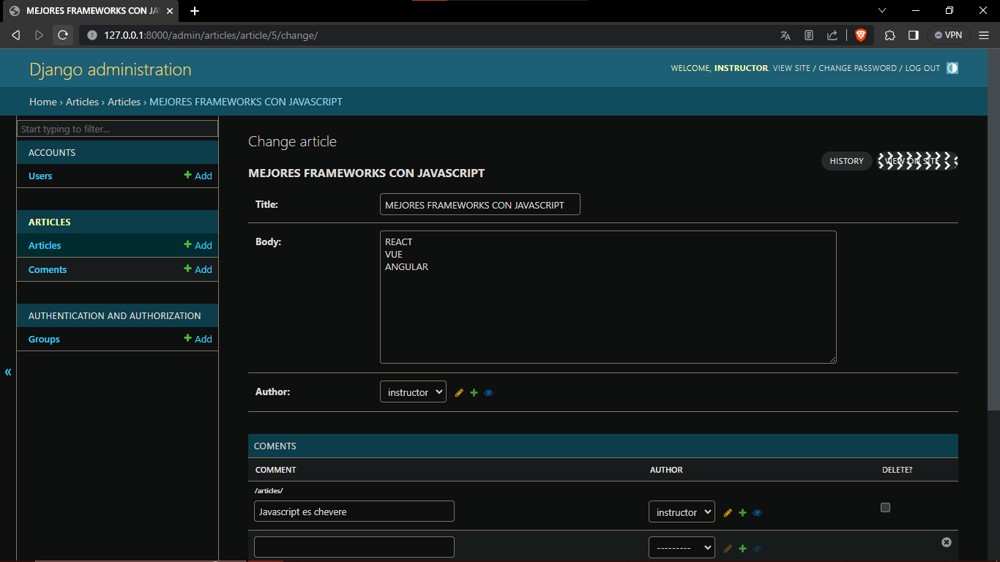 MEJORES FRAMEWORKS CON JA
127.0.0.1:8000/admin/articles/article/5/change/
VPN
Django administration
WELCOME, INSTRUCTOR. VIEW SITE / CHANGE PASSWORD / LOG OUT
Home › Articles › Articles › MEJORES FRAMEWORKS CON JAVASCRIPT
Start typing to filter...
ACCOUNTS
Users
Add
ARTICLES
Articles
Add
Coments
Add
AUTHENTICATION AND AUTHORIZATION
Groups
Add
«
Change article
HISTORY
VIEW ON SITE
MEJORES FRAMEWORKS CON JAVASCRIPT
Title:
MEJORES FRAMEWORKS CON JAVASCRIPT
Body:
REACT
VUE
ANGULAR
Author:
instructor
COMENTS
COMMENT
AUTHOR
DELETE?
/articles/
Javascript es chevere
instructor
---------